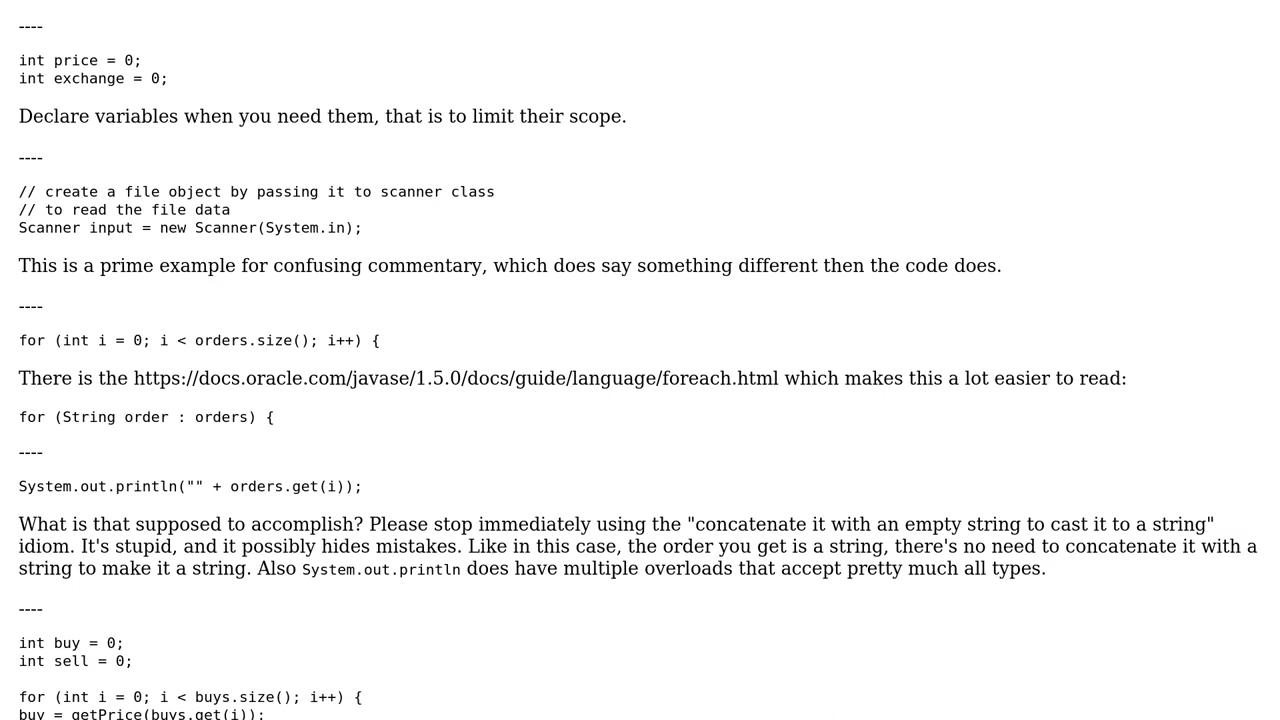 ----
int price = 0;
int exchange = 0;
Declare variables when you need them, that is to limit their scope.
----
// create a file object by passing it to scanner class
// to read the file data
Scanner input = new Scanner(System.in);
This is a prime example for confusing commentary, which does say something different then the code does.
----
for (int i = 0; i < orders.size(); i++) {
There is the https://docs.oracle.com/javase/1.5.0/docs/guide/language/foreach.html which makes this a lot easier to read:
for (String order : orders) {
----
System.out.println("" + orders.get(i));
What is that supposed to accomplish? Please stop immediately using the "concatenate it with an empty string to cast it to a string"
idiom. It's stupid, and it possibly hides mistakes. Like in this case, the order you get is a string, there's no need to concatenate it with a
string to make it a string. Also System.out.println does have multiple overloads that accept pretty much all types.
----
int buy = 0;
int sell = 0;
for (int i = 0; i < buys.size(); i++) {
buy = getPrice(buys.get(i));